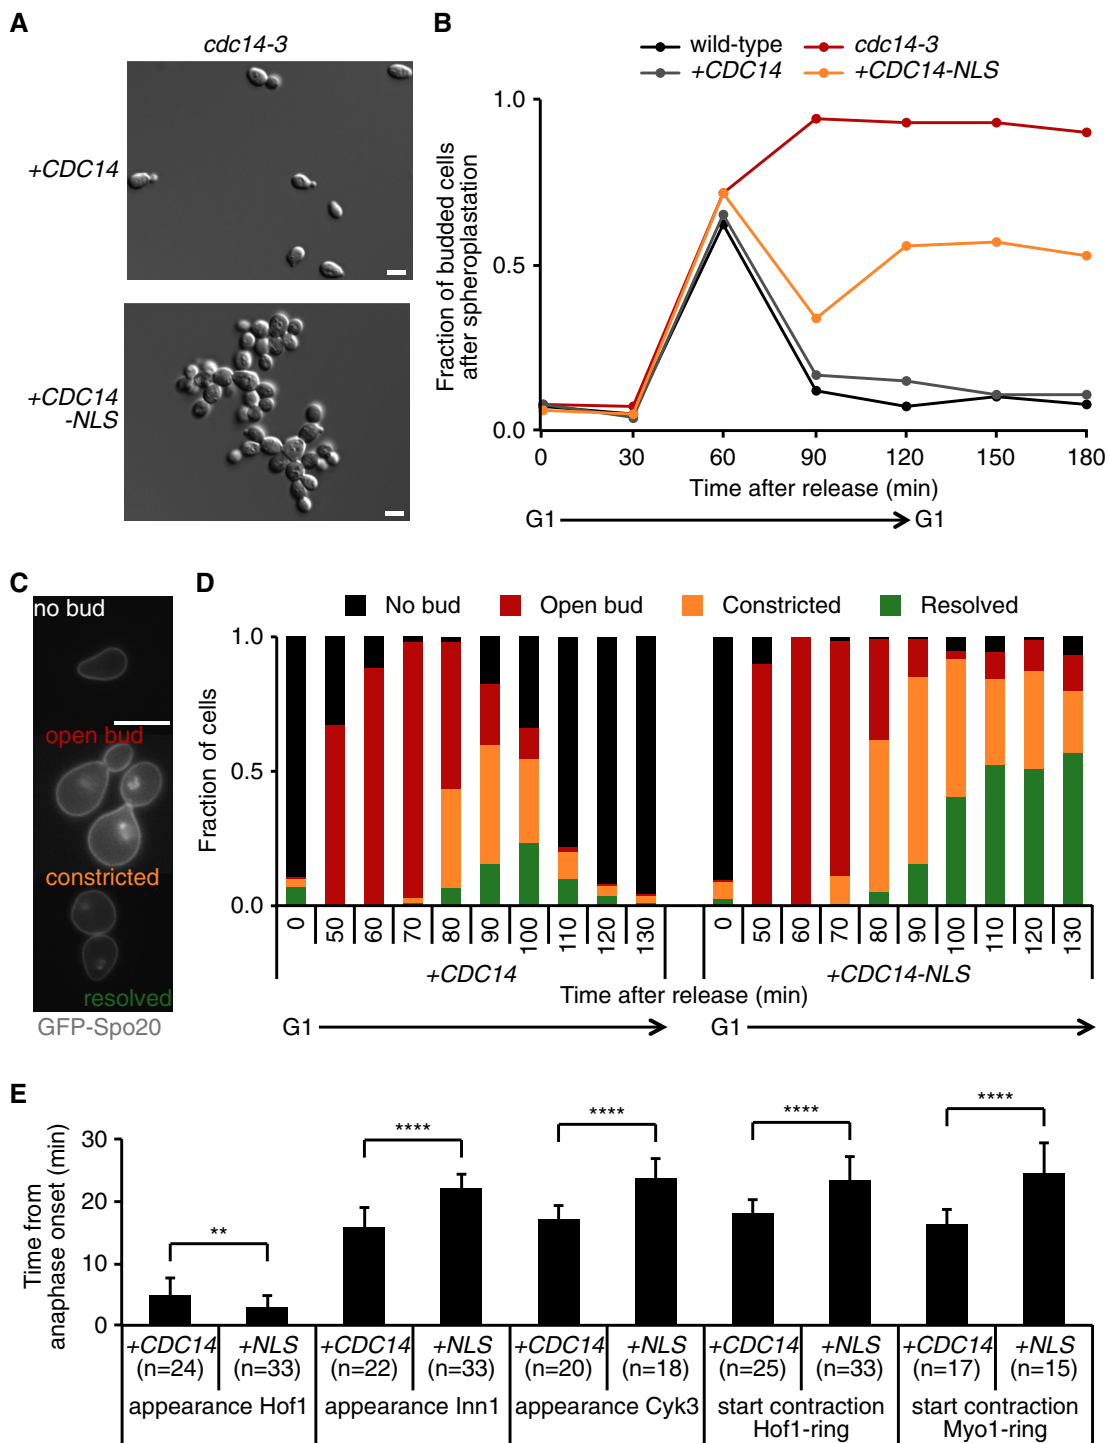 A
cdc14-3
+CDC14
+CDC14
-NLS
B
wild-type
cdc14-3
+CDC14
+CDC14-NLS
Fraction of budded cells
after spheroplastation
1.0
0.5
0.0
0 30 60 90 120 150 180
Time after release (min)
G1 G1
C
no bud
open bud
constricted
resolved
GFP-Spo20
D
No bud Open bud Constricted Resolved
Fraction of cells
1.0
0.5
0.0
0 50 60 70 80 90 100 110 120 130 0 50 60 70 80 90 100 110 120 130
+CDC14 +CDC14-NLS
Time after release (min)
G1 G1
E
Time from
anaphase onset (min)
30
20
10
0
** **** **** **** ****
+CDC14 +NLS +CDC14 +NLS +CDC14 +NLS +CDC14 +NLS +CDC14 +NLS
(n=24) (n=33) (n=22) (n=33) (n=20) (n=18) (n=25) (n=33) (n=17) (n=15)
appearance Hof1 appearance Inn1 appearance Cyk3 start contraction start contraction
Hof1-ring Myo1-ring